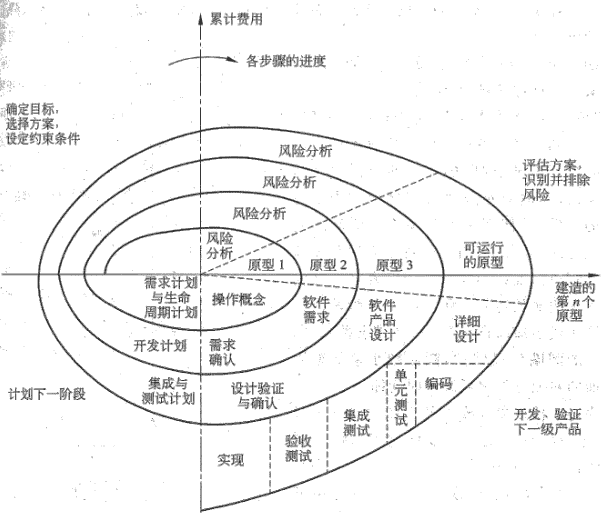 累计费用
各步骤的进度
确定目标，
选择方案，
设定约束条件
风险分析
风险分析
风险分析
风险
分析
评估方案，
识别并排除
风险
原型 1
原型 2
原型 3
可运行
的原型
需求计划
与生命
周期计划
操作概念
软件
需求
软件
产品
设计
详细
设计
建造的
第 n 个
原型
开发计划
需求
确认
计划下一阶段
集成与
测试计划
设计验证
与确认
单
元
测
试
编码
集成
测试
验收
测试
实现
开发、验证
下一级产品